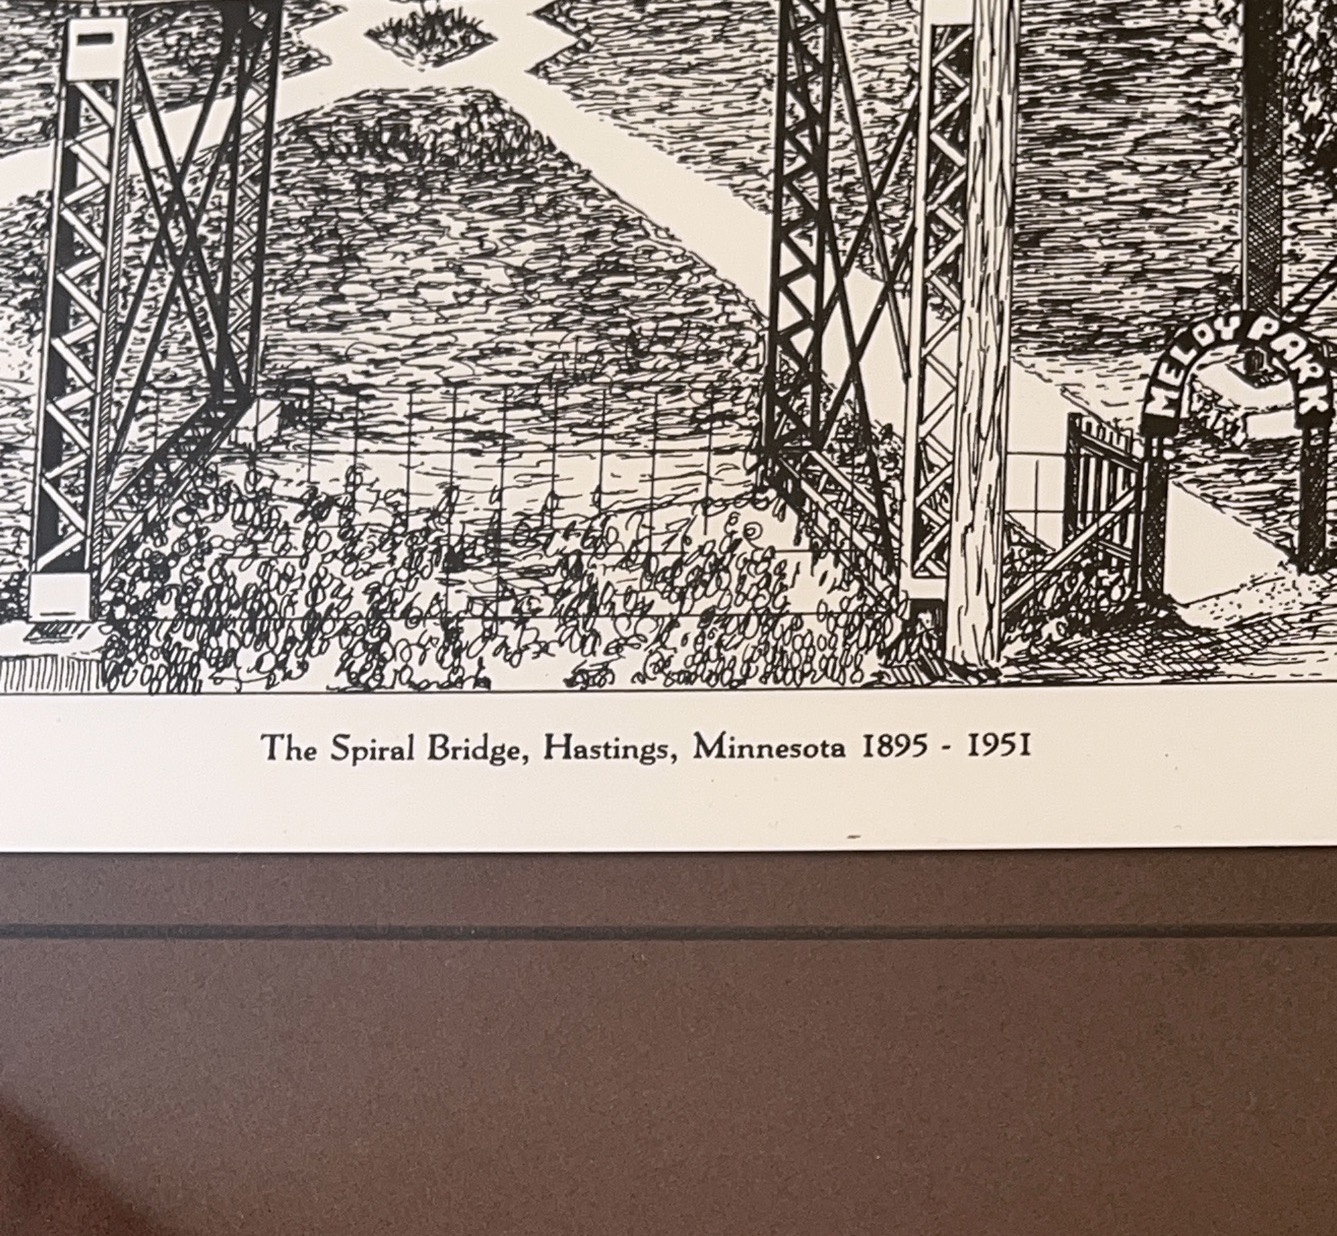 MELDY PARK
The Spiral Bridge, Hastings, Minnesota 1895 - 1951